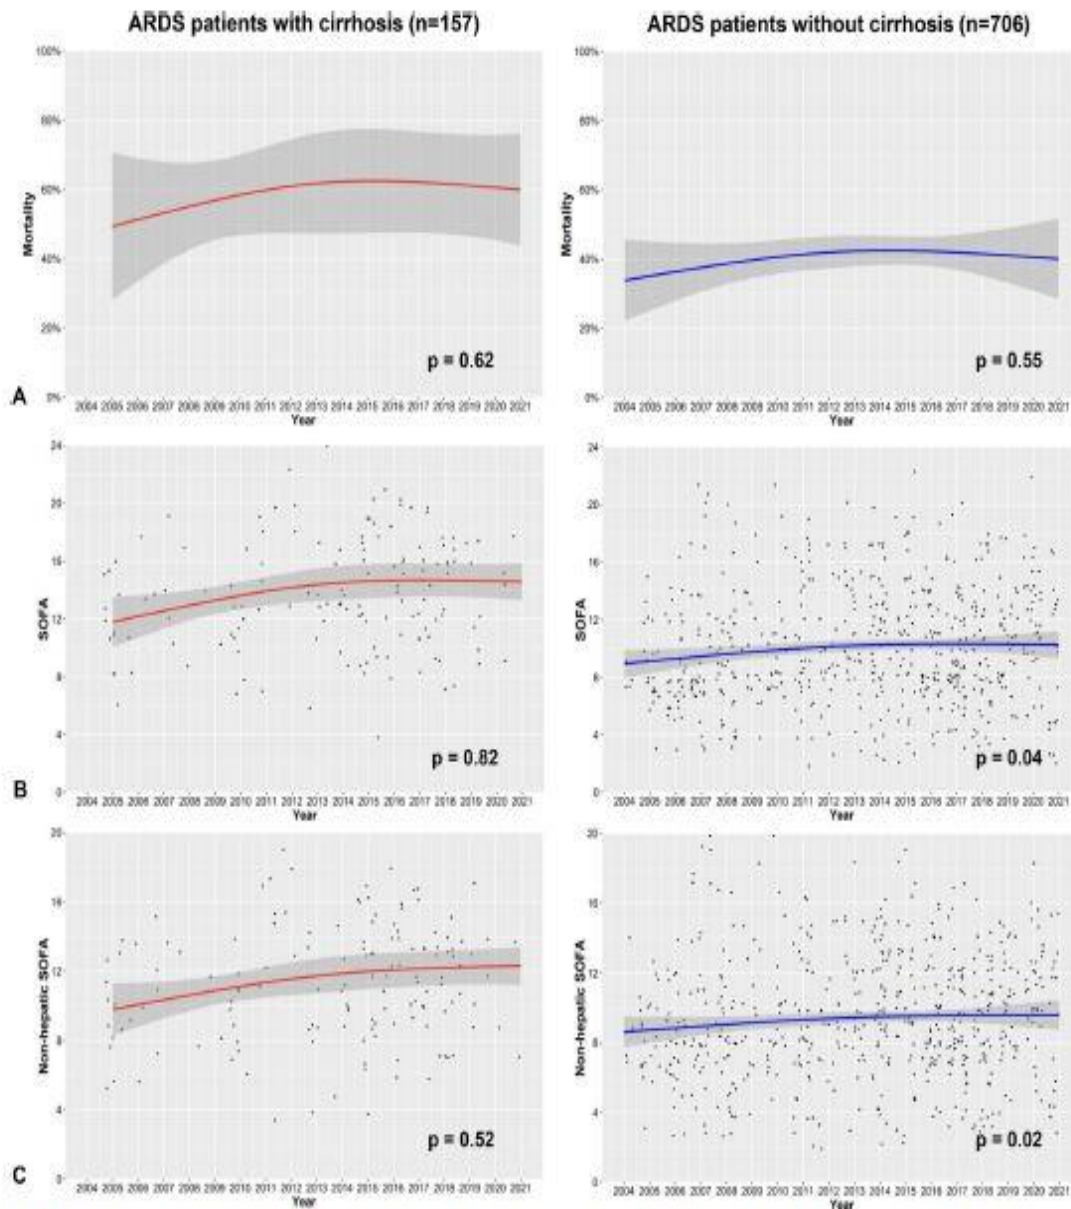 ARDS patients with cirrhosis (n=157)
ARDS patients without cirrhosis (n=706)
100%
80%
60%
40%
20%
0%
Mortality
p = 0.62
A
2004 2005 2006 2007 2008 2009 2010 2011 2012 2013 2014 2015 2016 2017 2018 2019 2020 2021
Year
100%
80%
60%
40%
20%
0%
Mortality
p = 0.55
2004 2005 2006 2007 2008 2009 2010 2011 2012 2013 2014 2015 2016 2017 2018 2019 2020 2021
Year
24
20
16
12
8
4
0
SOFA
p = 0.82
B
2004 2005 2006 2007 2008 2009 2010 2011 2012 2013 2014 2015 2016 2017 2018 2019 2020 2021
Year
24
20
16
12
8
4
0
SOFA
p = 0.04
2004 2005 2006 2007 2008 2009 2010 2011 2012 2013 2014 2015 2016 2017 2018 2019 2020 2021
Year
20
16
12
8
4
0
Non-hepatic SOFA
p = 0.52
C
2004 2005 2006 2007 2008 2009 2010 2011 2012 2013 2014 2015 2016 2017 2018 2019 2020 2021
Year
20
16
12
8
4
0
Non-hepatic SOFA
p = 0.02
2004 2005 2006 2007 2008 2009 2010 2011 2012 2013 2014 2015 2016 2017 2018 2019 2020 2021
Year